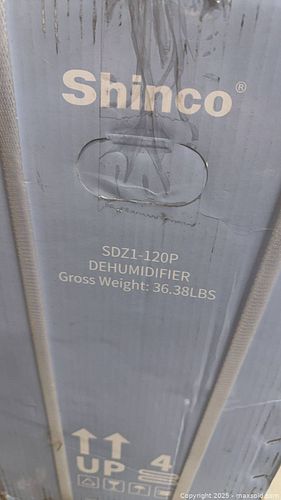 Shinco®
SDZ1-120P
DEHUMIDIFIER
Gross Weight: 36.38LBS
UP 4
Copyright 2025 - maxsold.com